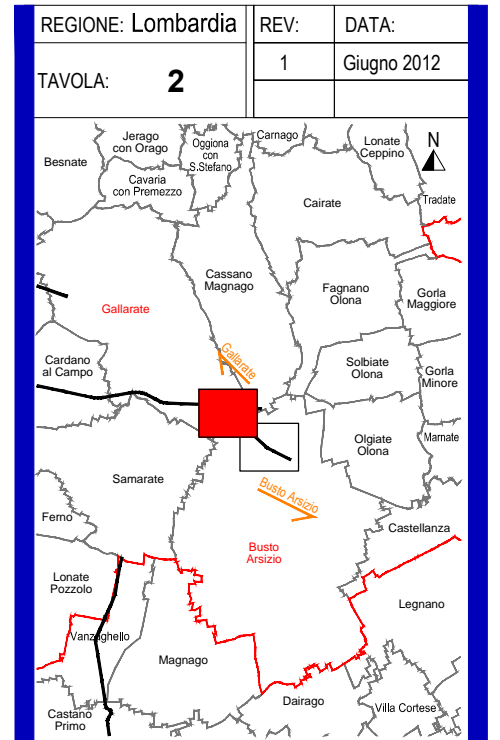 REGIONE: Lombardia
REV:
DATA:
TAVOLA: 2
1
Giugno 2012
Jerago
con Orago
Oggiona
con
S.Stefano
Carnago
Lonate
Ceppino
N
Besnate
Cavaria
con Premezzo
Cairate
Tradate
Cassano
Magnago
Fagnano
Olona
Gorla
Maggiore
Gallarate
Gallarate
Cardano
al Campo
Solbiate
Olona
Gorla
Minore
Olgiate
Olona
Marnate
Samarate
Busto Arsizio
Ferno
Castellanza
Busto
Arsizio
Lonate
Pozzolo
Legnano
Vanzaghello
Magnago
Dairago
Villa Cortese
Castano
Primo